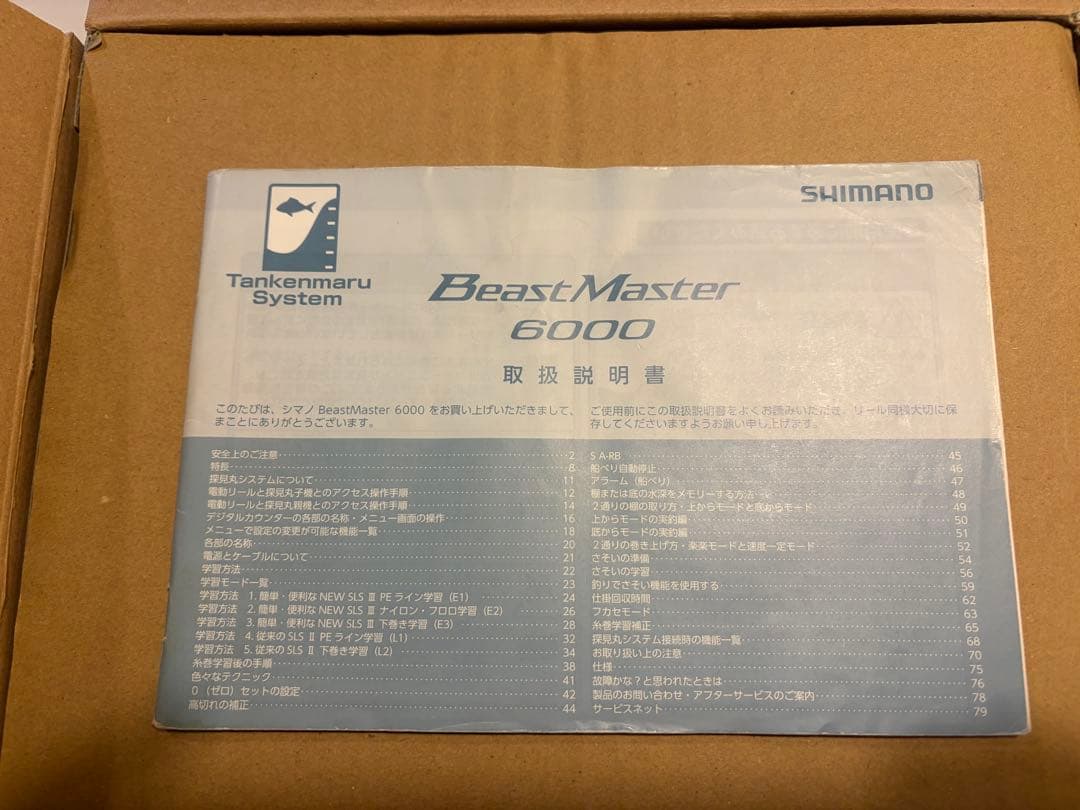 SHIMANO
Tankenmaru
System
BeastMaster
6000
取扱説明書
このたびは、シマノ BeastMaster 6000 をお買い上げいただきまして、
まことにありがとうございます。
ご使用前にこの取扱説明書をよくお読みいただき、リール同様大切に保
存してくださいますようお願い申し上げます。
安全上のご注意 2
特長 8
探見丸システムについて 11
電動リールと探見丸子機とのアクセス操作手順 12
電動リールと探見丸親機とのアクセス操作手順 14
デジタルカウンターの各部の名称・メニュー画面の操作 16
メニューで設定の変更が可能な機能一覧 18
各部の名称 20
電源とケーブルについて 21
学習方法 22
学習モード一覧 23
学習方法 1. 簡単・便利な NEW SLS Ⅲ PE ライン学習（E1） 24
学習方法 2. 簡単・便利な NEW SLS Ⅲ ナイロン・フロロ学習（E2） 26
学習方法 3. 簡単・便利な NEW SLS Ⅲ 下巻き学習（E3） 28
学習方法 4. 従来の SLS Ⅱ PE ライン学習（L1） 32
学習方法 5. 従来の SLS Ⅱ 下巻き学習（L2） 34
糸巻学習後の手順 38
色々なテクニック 41
0（ゼロ）セットの設定 42
高切れの補正 44
S A-RB 45
船べり自動停止 46
アラーム（船べり） 47
棚または底の水深をメモリーする方法 48
2通りの棚の取り方・上からモードと底からモード 49
上からモードの実釣編 50
底からモードの実釣編 51
2通りの巻き上げ方・楽楽モードと速度一定モード 52
さそいの準備 54
さそいの学習 56
釣りでさそい機能を使用する 59
仕掛回収時間 62
フカセモード 63
糸巻学習補正 65
探見丸システム接続時の機能一覧 68
お取り扱い上の注意 70
仕様 75
故障かな？と思われたときは 76
製品のお問い合わせ・アフターサービスのご案内 78
サービスネット 79